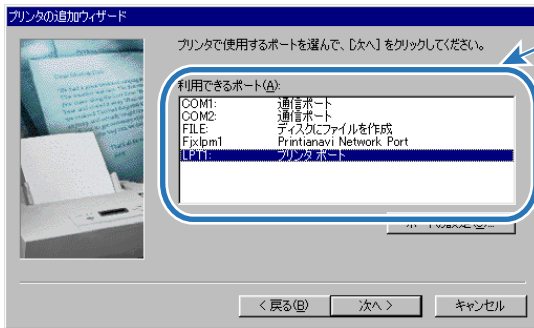 プリンタの追加ウィザード
プリンタで使用するポートを選んで、[次へ] をクリックしてください。
利用できるポート(A):
COM1: 通信ポート
COM2: 通信ポート
FILE: ディスクにファイルを作成
Fjxlpm1 Printianavi Network Port
LPT1: プリンタ ポート
< 戻る(B)
次へ >
キャンセル